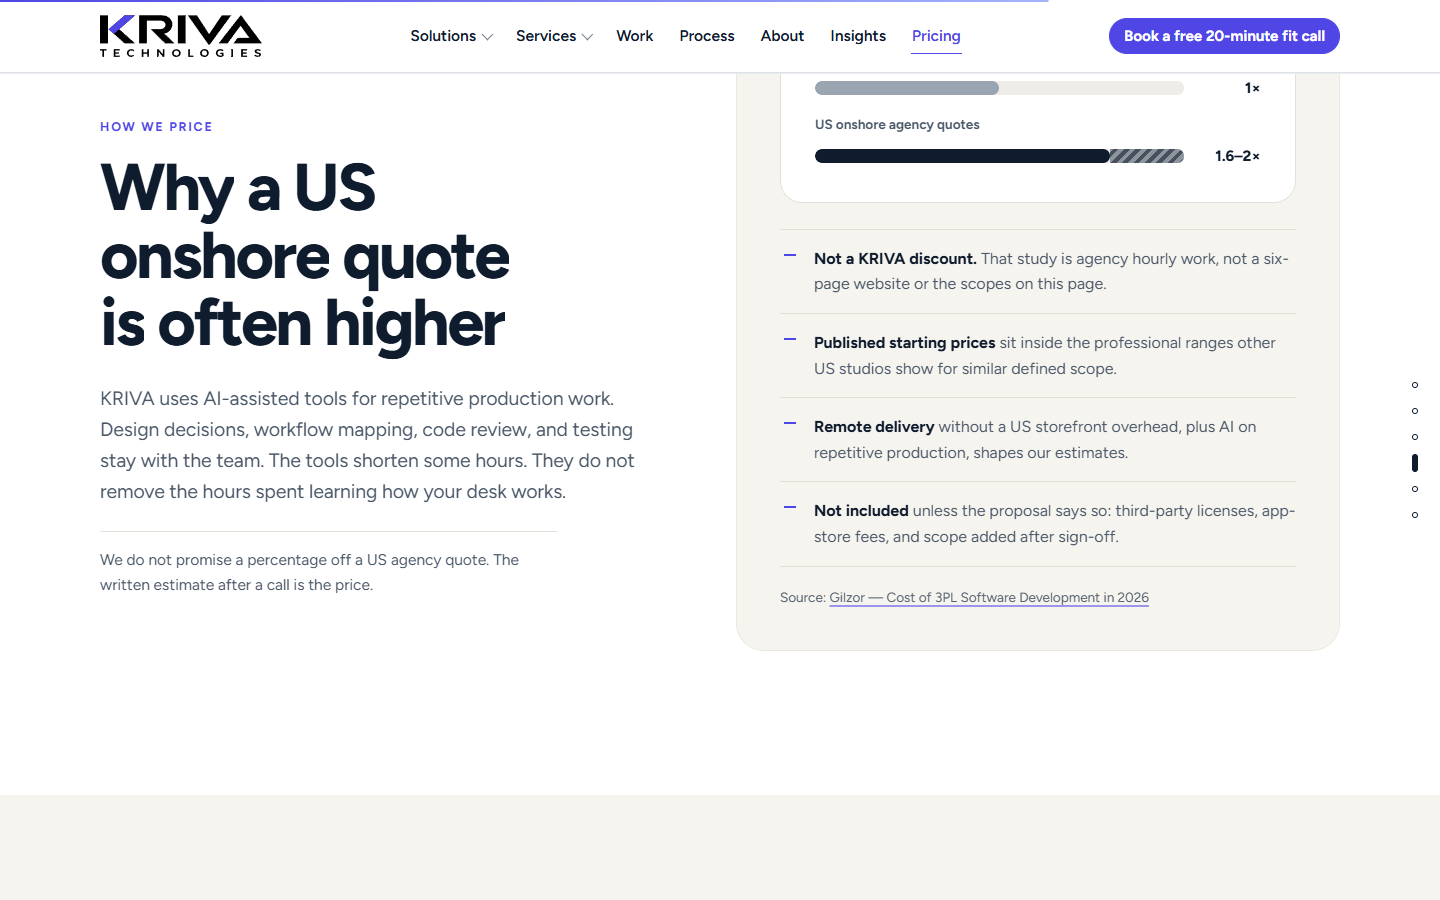 KRIVA
TECHNOLOGIES
Solutions
Services
Work
Process
About
Insights
Pricing
Book a free 20-minute fit call
HOW WE PRICE
Why a US
onshore quote
is often higher
KRIVA uses AI-assisted tools for repetitive production work.
Design decisions, workflow mapping, code review, and testing
stay with the team. The tools shorten some hours. They do not
remove the hours spent learning how your desk works.
We do not promise a percentage off a US agency quote. The
written estimate after a call is the price.
1×
US onshore agency quotes
1.6–2×
Not a KRIVA discount. That study is agency hourly work, not a six-
page website or the scopes on this page.
Published starting prices sit inside the professional ranges other
US studios show for similar defined scope.
Remote delivery without a US storefront overhead, plus AI on
repetitive production, shapes our estimates.
Not included unless the proposal says so: third-party licenses, app-
store fees, and scope added after sign-off.
Source: Gilzor — Cost of 3PL Software Development in 2026